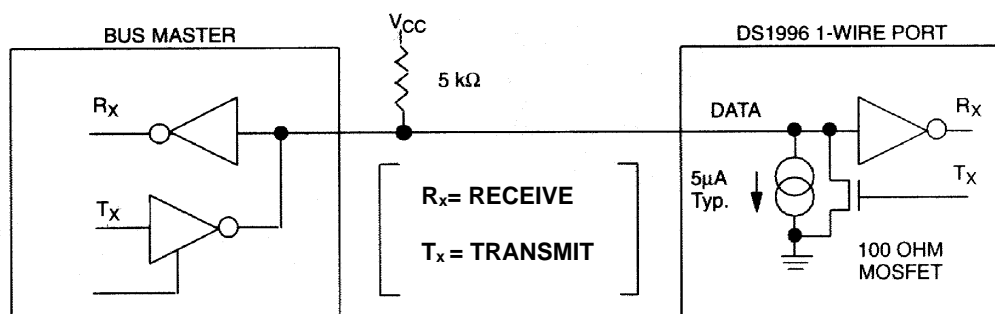 BUS MASTER
RX
TX
VCC
5 kΩ
RX= RECEIVE
Tx = TRANSMIT
DS1996 1-WIRE PORT
DATA
RX
5μA
Typ.
TX
100 OHM
MOSFET